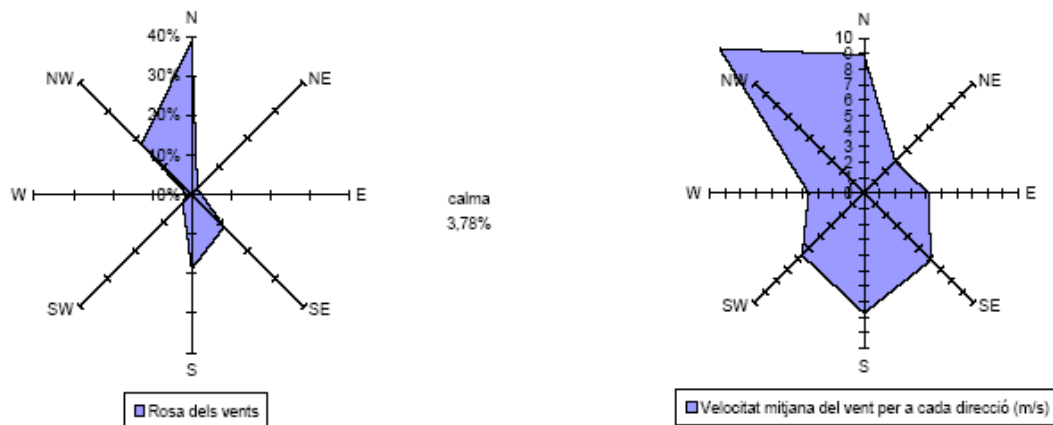 N
40%
NW
NE
30%
20%
10%
W
0%
E
SW
SE
S
Rosa dels vents
calma
3,78%
N
10
9
8
NW
NE
7
6
5
4
3
2
1
W
0
E
SW
SE
S
Velocitat mitjana del vent per a cada direcció (m/s)